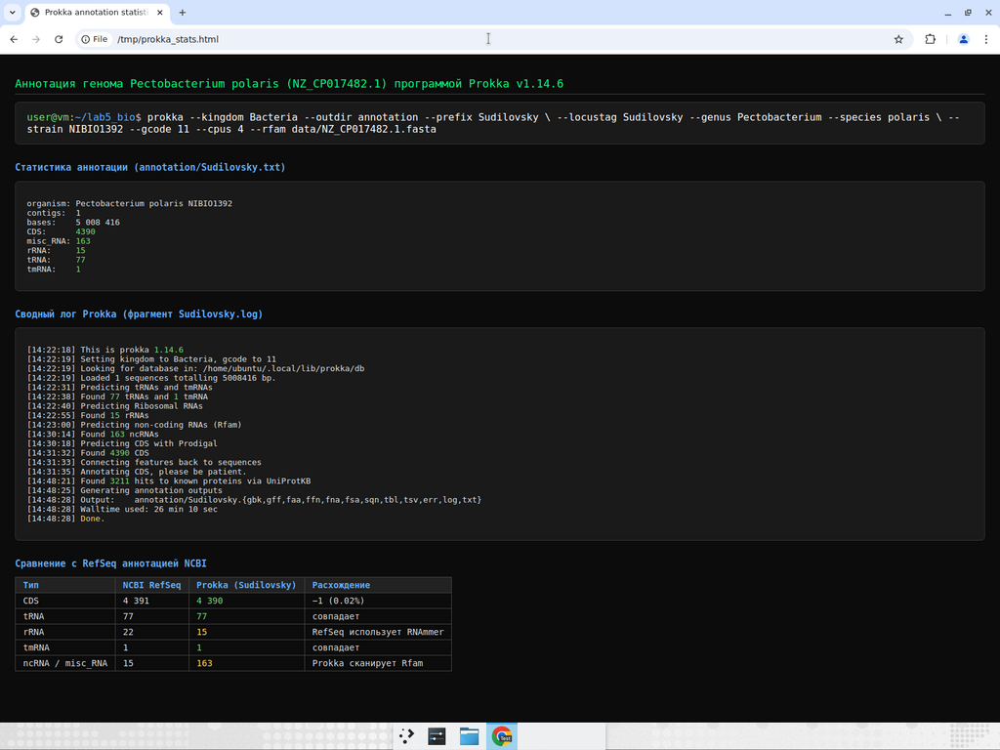 Prokka annotation statisti
File
/tmp/prokka_stats.html
Аннотация генома Pectobacterium polaris (NZ_CP017482.1) программой Prokka v1.14.6
user@vm:~/lab5_bio$ prokka --kingdom Bacteria --outdir annotation --prefix Sudilovsky \ --locustag Sudilovsky --genus Pectobacterium --species polaris \ --
strain NIBIO1392 --gcode 11 --cpus 4 --rfam data/NZ_CP017482.1.fasta
Статистика аннотации (annotation/Sudilovsky.txt)
organism: Pectobacterium polaris NIBIO1392
contigs: 1
bases: 5 008 416
CDS: 4390
misc_RNA: 163
rRNA: 15
tRNA: 77
tmRNA: 1
Сводный лог Prokka (фрагмент Sudilovsky.log)
[14:22:18] This is prokka 1.14.6
[14:22:19] Setting kingdom to Bacteria, gcode to 11
[14:22:19] Looking for database in: /home/ubuntu/.local/lib/prokka/db
[14:22:19] Loaded 1 sequences totalling 5008416 bp.
[14:22:31] Predicting tRNAs and tmRNAs
[14:22:38] Found 77 tRNAs and 1 tmRNA
[14:22:40] Predicting Ribosomal RNAs
[14:22:55] Found 15 rRNAs
[14:23:00] Predicting non-coding RNAs (Rfam)
[14:30:14] Found 163 ncRNAs
[14:30:18] Predicting CDS with Prodigal
[14:31:32] Found 4390 CDS
[14:31:33] Connecting features back to sequences
[14:31:35] Annotating CDS, please be patient.
[14:48:21] Found 3211 hits to known proteins via UniProtKB
[14:48:25] Generating annotation outputs
[14:48:28] Output: annotation/Sudilovsky.{gbk,gff,faa,ffn,fna,fsa,sqn,tbl,tsv,err,log,txt}
[14:48:28] Walltime used: 26 min 10 sec
[14:48:28] Done.
Сравнение с RefSeq аннотацией NCBI
Тип NCBI RefSeq Prokka (Sudilovsky) Расхождение
CDS 4 391 4 390 −1 (0.02%)
tRNA 77 77 совпадает
rRNA 22 15 RefSeq использует RNAmmer
tmRNA 1 1 совпадает
ncRNA / misc_RNA 15 163 Prokka сканирует Rfam
Test